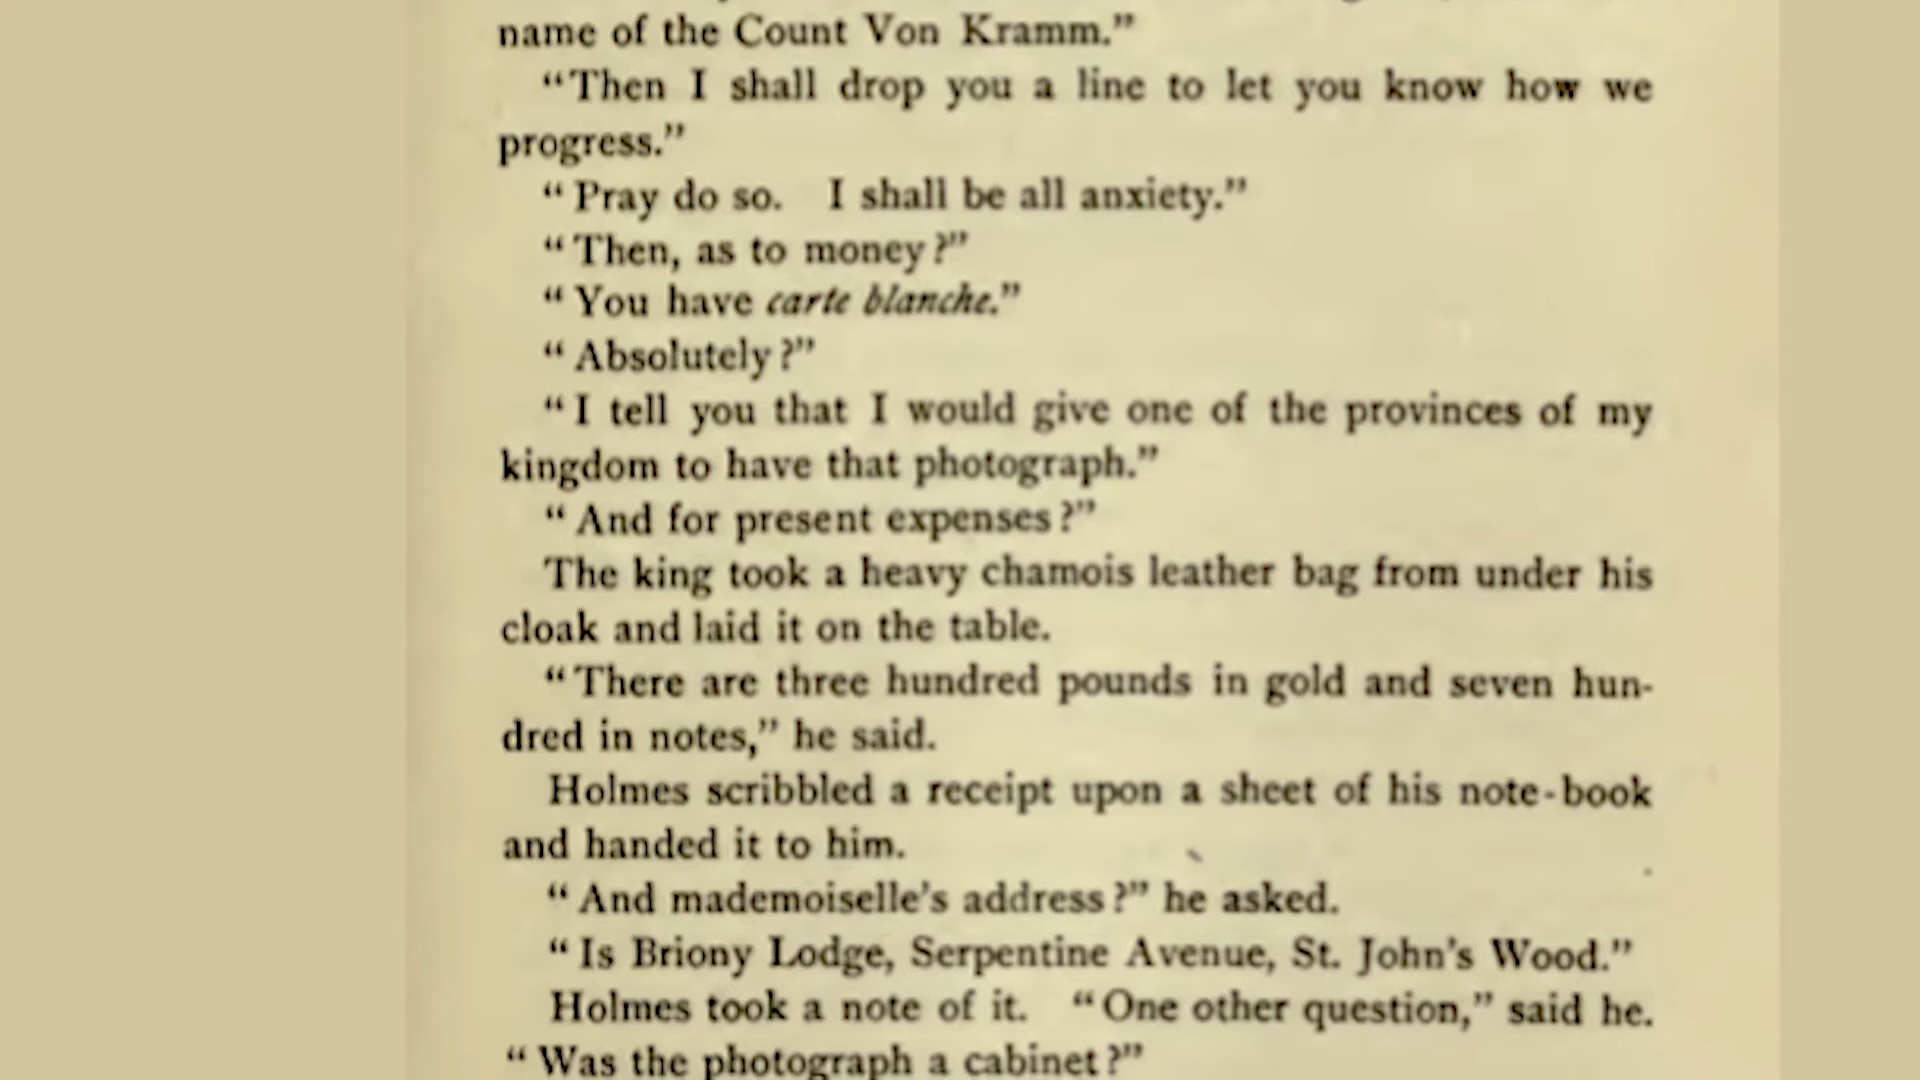 name of the Count Von Kramm.”
“Then I shall drop you a line to let you know how we
progress.”
“Pray do so. I shall be all anxiety.”
“Then, as to money?”
“You have carte blanche.”
“Absolutely?”
“I tell you that I would give one of the provinces of my
kingdom to have that photograph.”
“And for present expenses?”
The king took a heavy chamois leather bag from under his
cloak and laid it on the table.
“There are three hundred pounds in gold and seven hun-
dred in notes,” he said.
Holmes scribbled a receipt upon a sheet of his note-book
and handed it to him.
“And mademoiselle’s address?” he asked.
“Is Briony Lodge, Serpentine Avenue, St. John’s Wood.”
Holmes took a note of it. “One other question,” said he.
“Was the photograph a cabinet?”